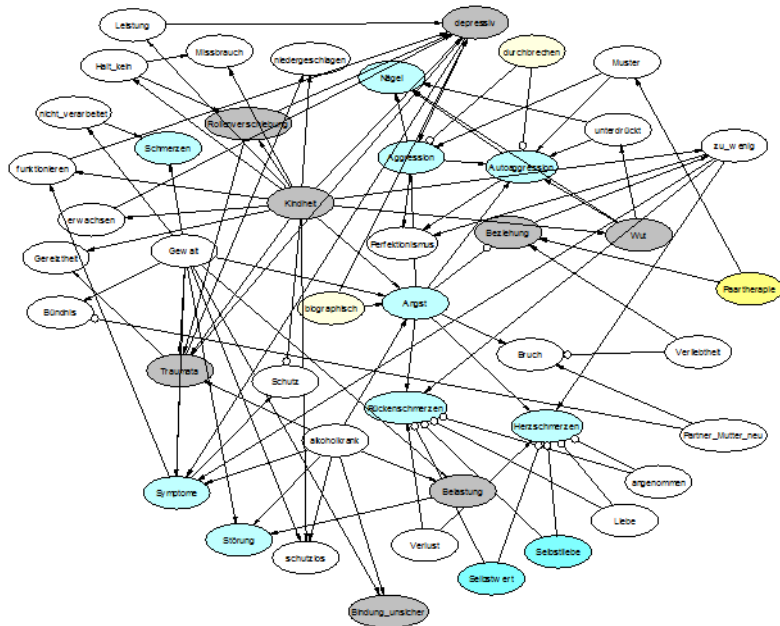 Leistung
depressiv
Halt_kein
Missbrauch
niedergeschlagen
durchbrechen
Nägel
Muster
nicht_verarbeitet
Schmerzen
Rollenverschiebung
unterdrückt
zu_wenig
funktionieren
Aggression
Autoaggression
Kindheit
erwachsen
Perfektionismus
Beziehung
Wut
Gereiztheit
Gewalt
Paartherapie
Bündnis
biographisch
Angst
Bruch
Verliebtheit
Traumata
Schutz
Rückenschmerzen
Herzschmerzen
Partner_Mutter_neu
alkoholkrank
Symptome
Belastung
angenommen
Liebe
Störung
schutzlos
Verlust
Selbstliebe
Selbstwert
Bindung_unsicher